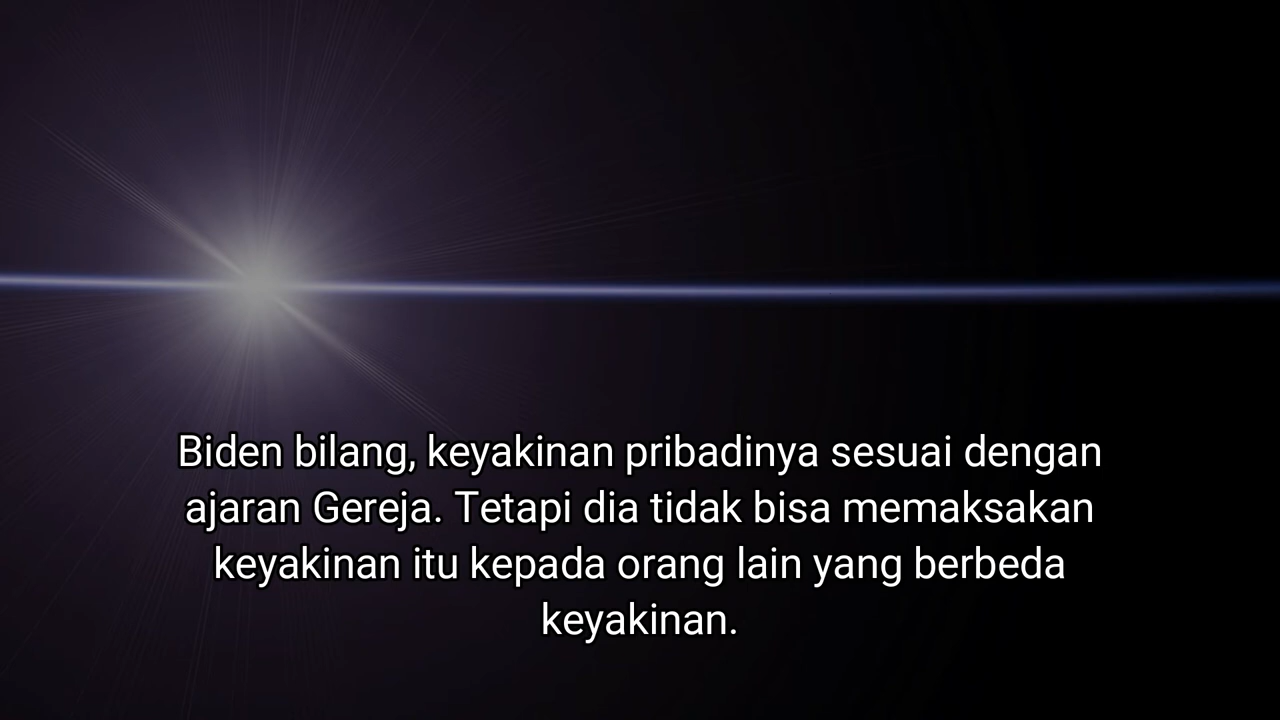 Biden bilang, keyakinan pribadinya sesuai dengan
ajaran Gereja. Tetapi dia tidak bisa memaksakan
keyakinan itu kepada orang lain yang berbeda
keyakinan.